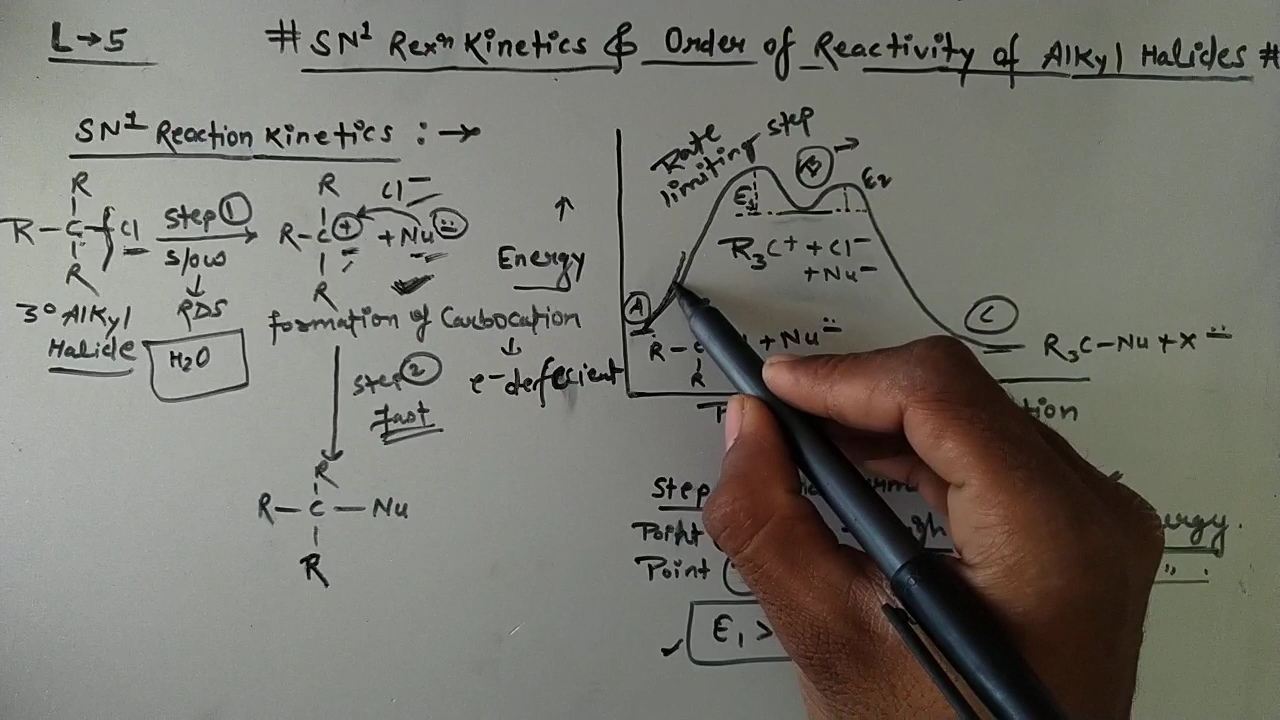 L→5 # SN1 Rexn Kinetics & Order of Reactivity of Alkyl Halides #
SN1 Reaction Kinetics :→
R
R–C–Cl
R
3° Alkyl
Halide
Step 1
slow
RDS
H2O
R
R–C+ + Nu
R
Cl–
formation of Carbocation
e– defecient
Step 2
fast
R
R–C–Nu
R
Energy
Rate
limiting step
A
B
E1
E2
R3C+ + Cl–
+ Nu–
R–C
R
+ Nu
C
R3C–Nu + X
tion
Step
Point
Point
E1 >